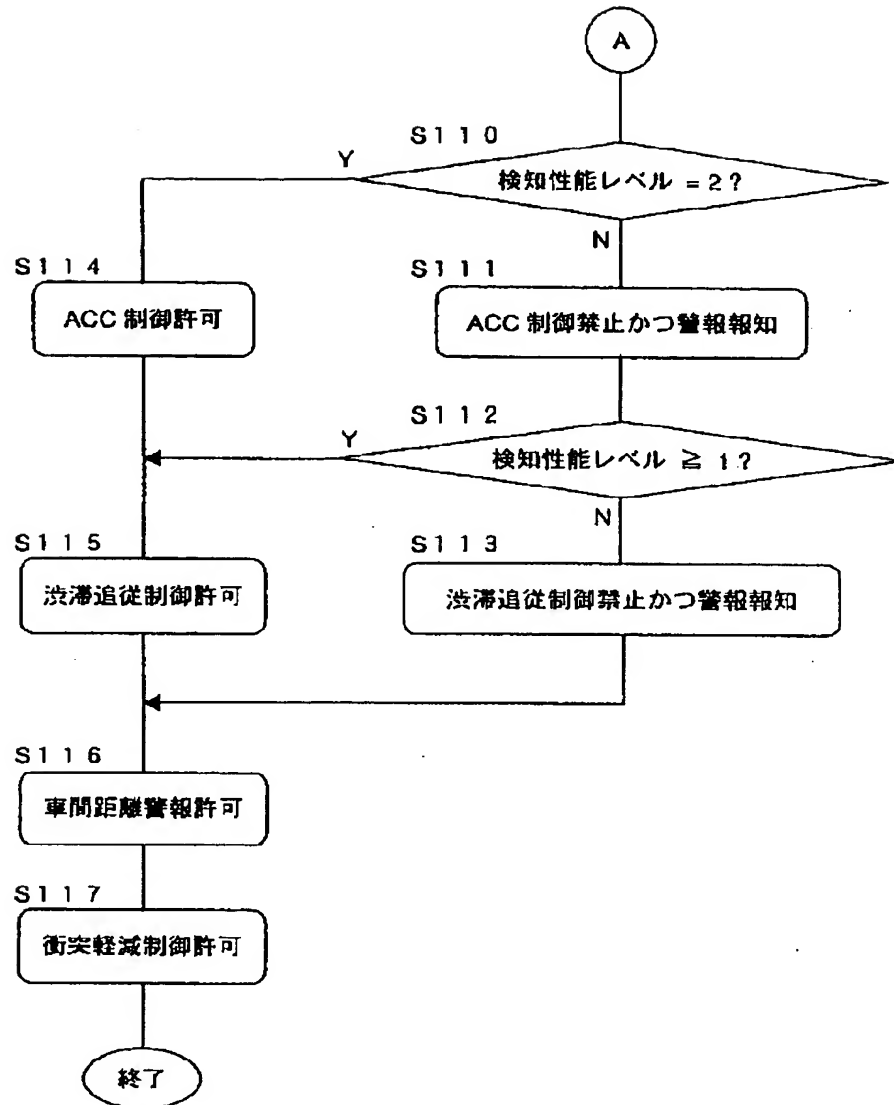 A
S110
Y
検知性能レベル =2?
N
S114
S111
ACC 制御許可
ACC 制御禁止かつ警報報知
S112
Y
検知性能レベル ≧ 1?
N
S115
S113
渋滞追従制御許可
渋滞追従制御禁止かつ警報報知
S116
車間距離警報許可
S117
衝突軽減制御許可
終了